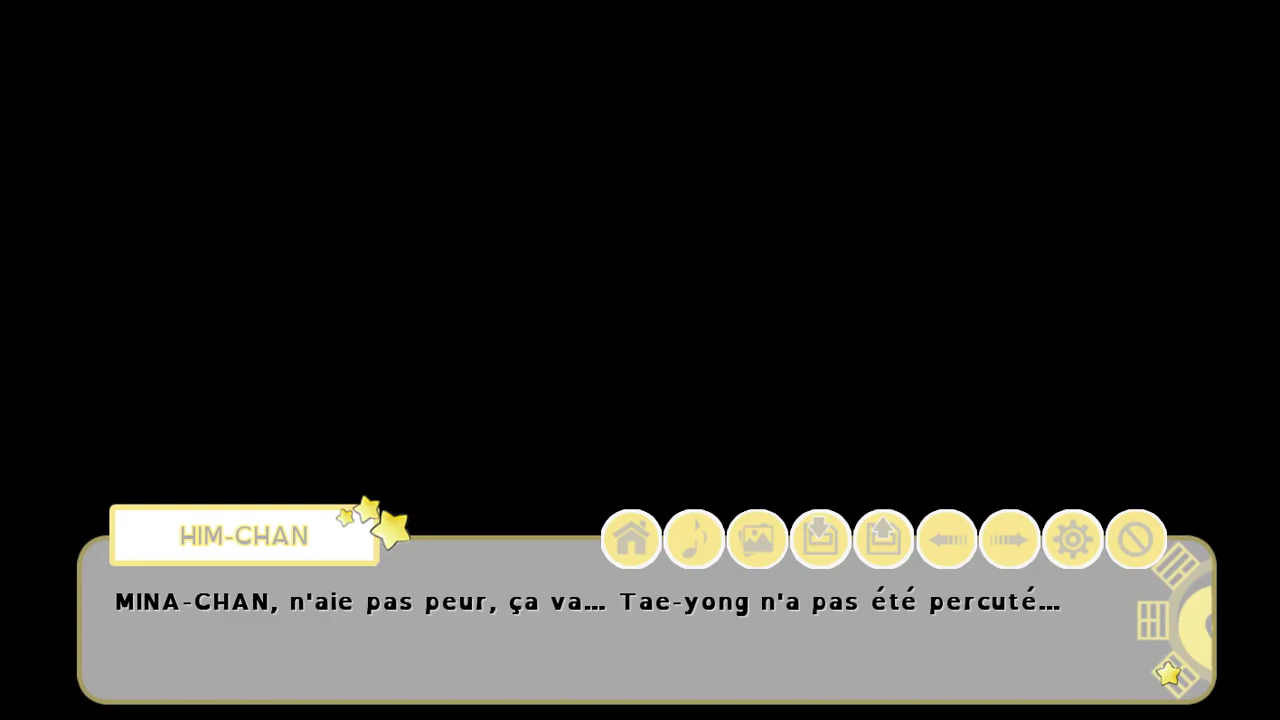 HIM-CHAN
MINA-CHAN, n'aie pas peur, ça va... Tae-yong n'a pas été percuté...